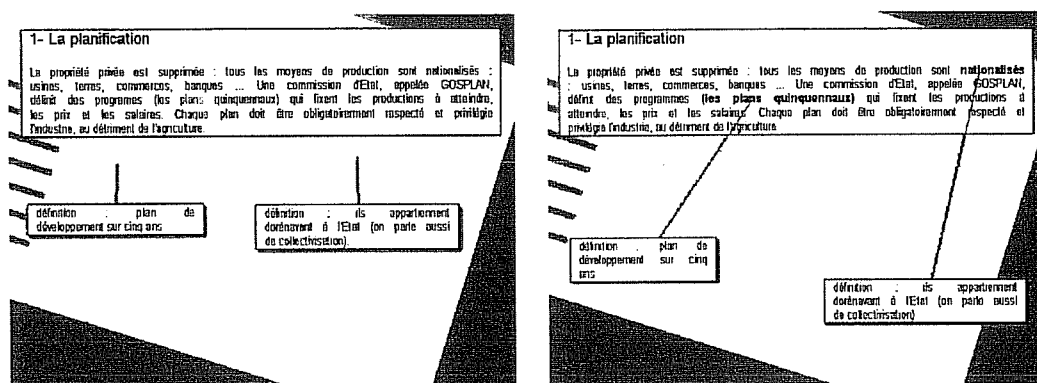 1- La planification
La propriété privée est supprimée : tous les moyens de production sont nationalisés :
usines, terres, commerces, banques ... Une commission d'Etat, appelée GOSPLAN,
définit des programes (les plans quinquennaux) qui fixent les productions à atteindre,
les prix et les salaires. Chaque plan doit être obligatoirement respecté et privilégie
l'industrie, au détriment de l'agriculture.
définition : plan de
développement sur cinq ans
définition : ils appartiennent
dorénavant à l'Etat (on parle aussi
de collectivisation).
1- La planification
La propriété privée est supprimée : tous les moyens de production sont nationalisés
: usines, terres, commerces, banques ... Une commission d'Etat, appelée GOSPLAN,
définit des programes (les plans quinquennaux) qui fixent les productions à
atteindre, les prix et les salaires. Chaque plan doit être obligatoirement respecté et
privilégie l'industrie, au détriment de l'agriculture
définition : plan de
développement sur cinq
ans
définition : ils appartiennent
dorénavant à l'Etat (on parle aussi
de collectivisation)